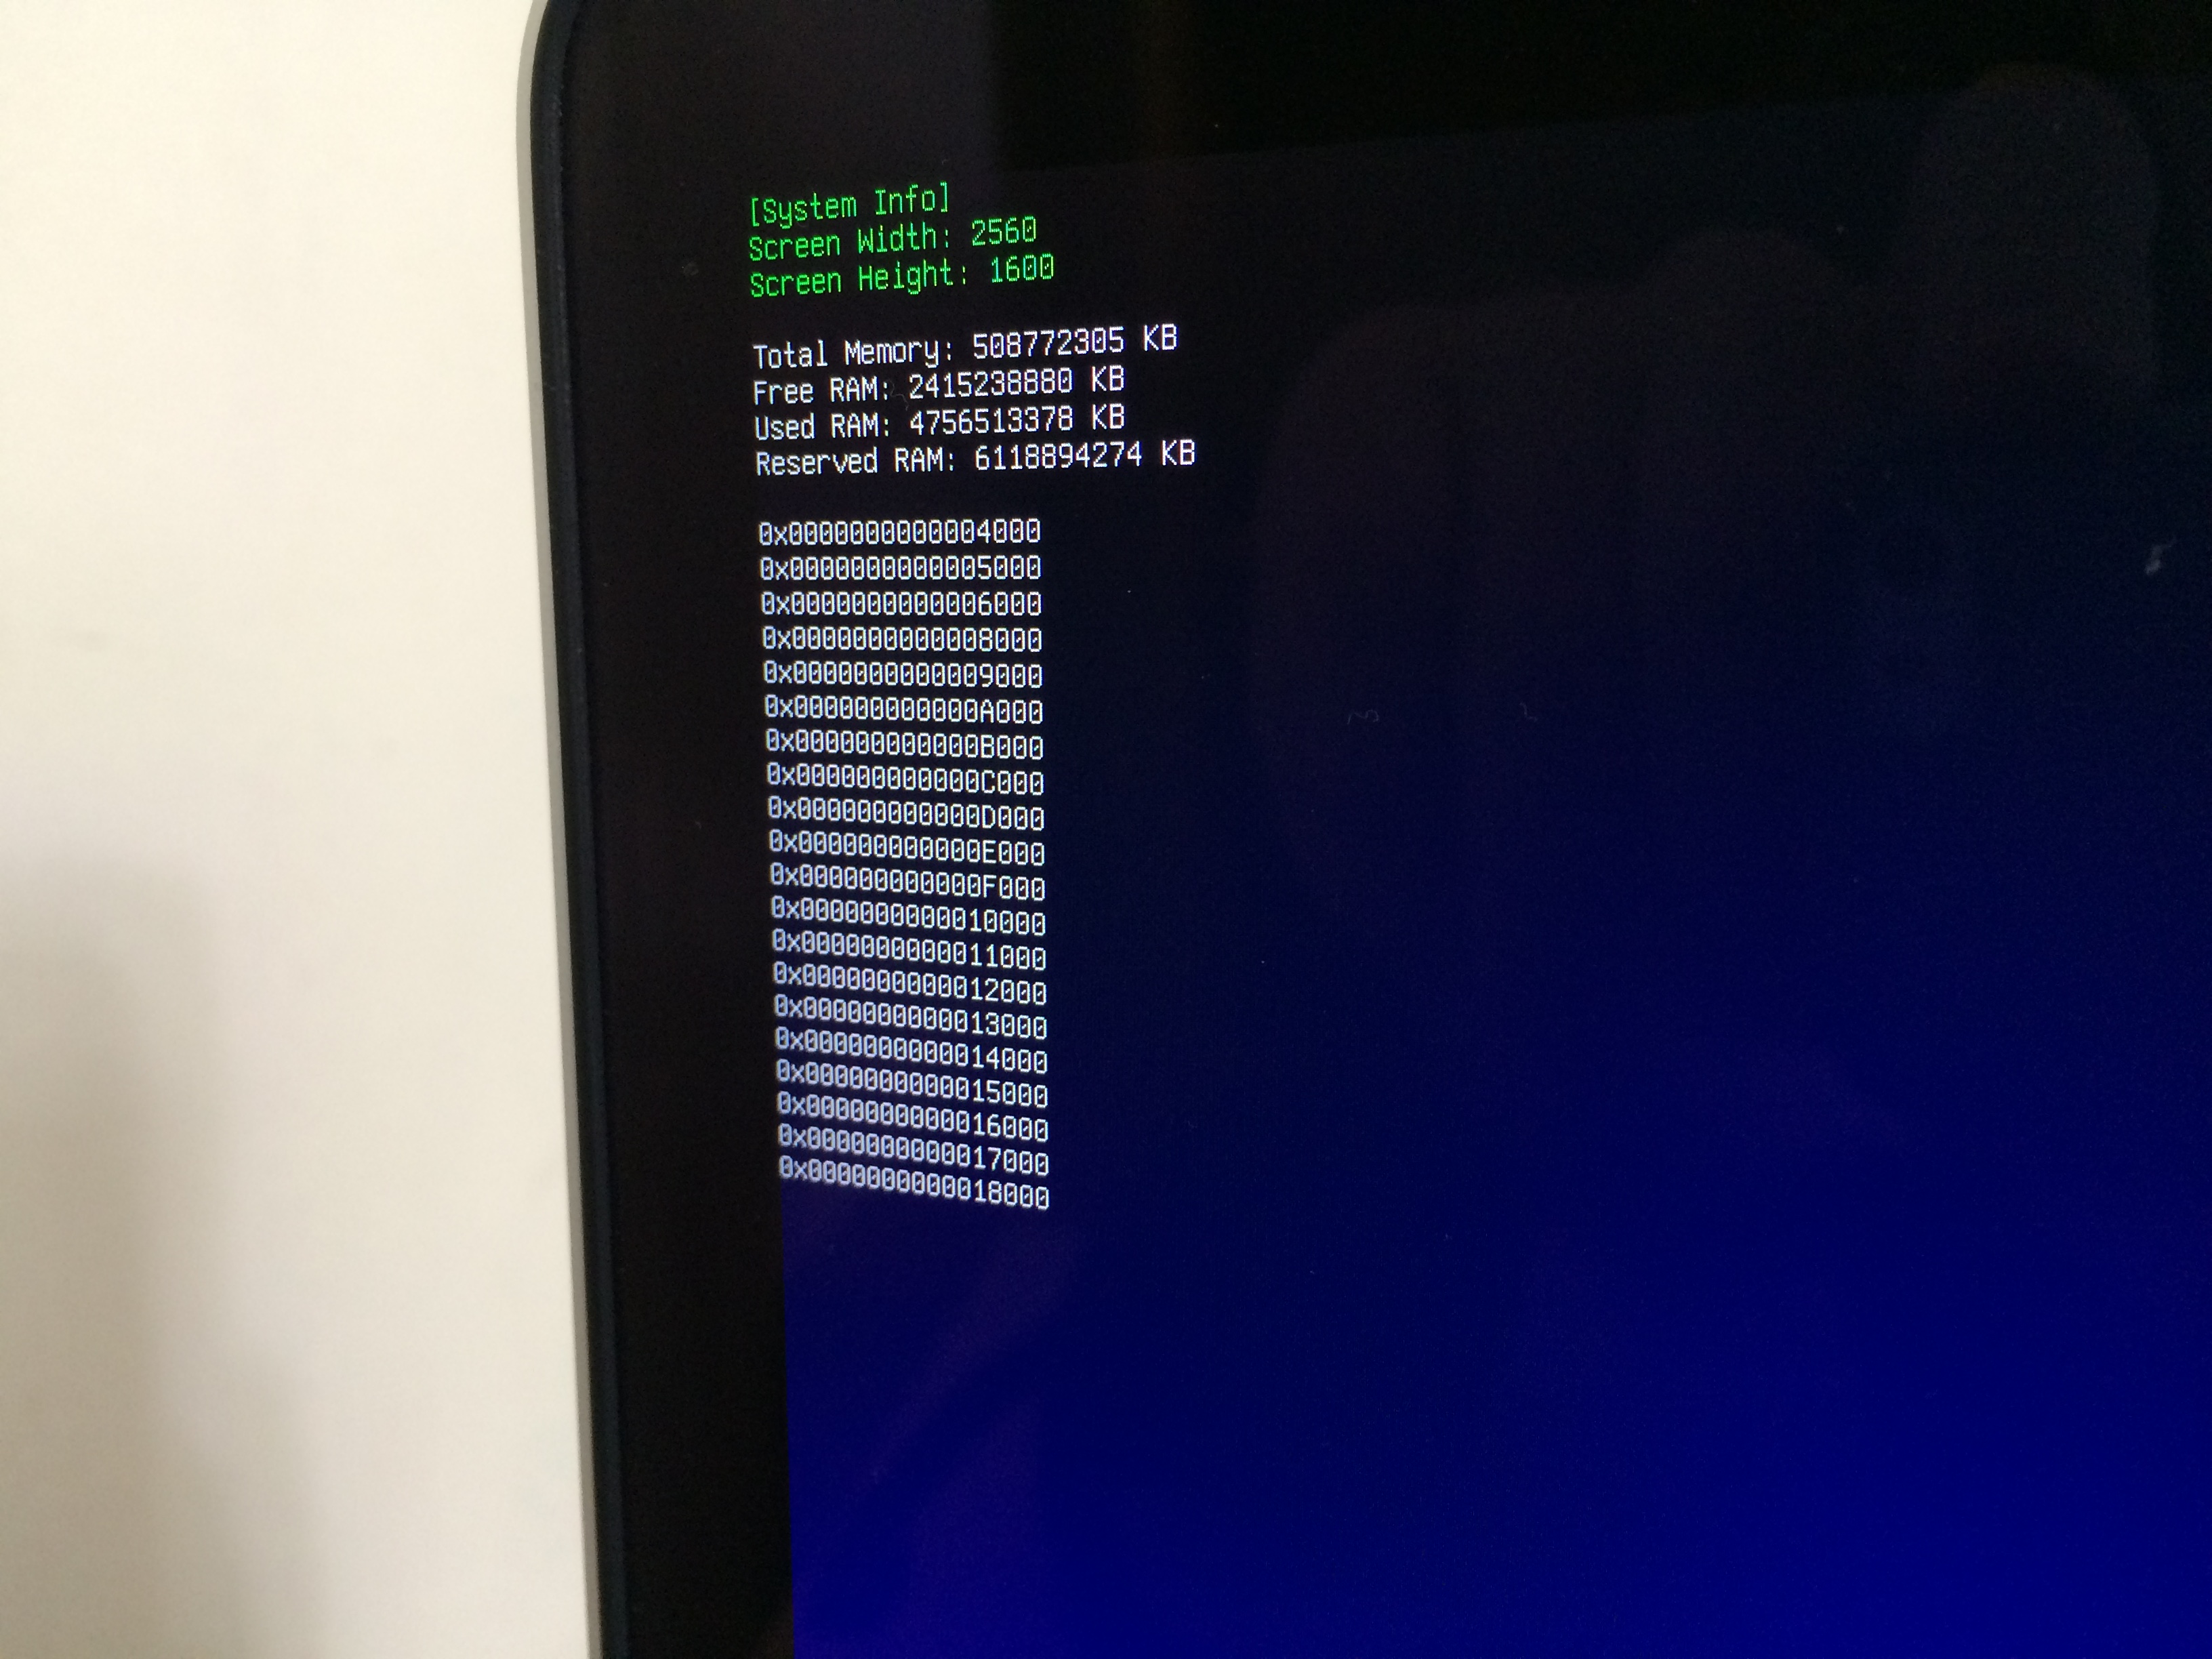 [System Info]
Screen Width: 2560
Screen Height: 1600
Total Memory: 508772305 KB
Free RAM: 2415238880 KB
Used RAM: 4756513378 KB
Reserved RAM: 6118894274 KB
0x0000000000004000
0x0000000000005000
0x0000000000006000
0x0000000000008000
0x0000000000009000
0x000000000000A000
0x000000000000B000
0x000000000000C000
0x000000000000D000
0x000000000000E000
0x000000000000F000
0x0000000000010000
0x0000000000011000
0x0000000000012000
0x0000000000013000
0x0000000000014000
0x0000000000015000
0x0000000000016000
0x0000000000017000
0x0000000000018000